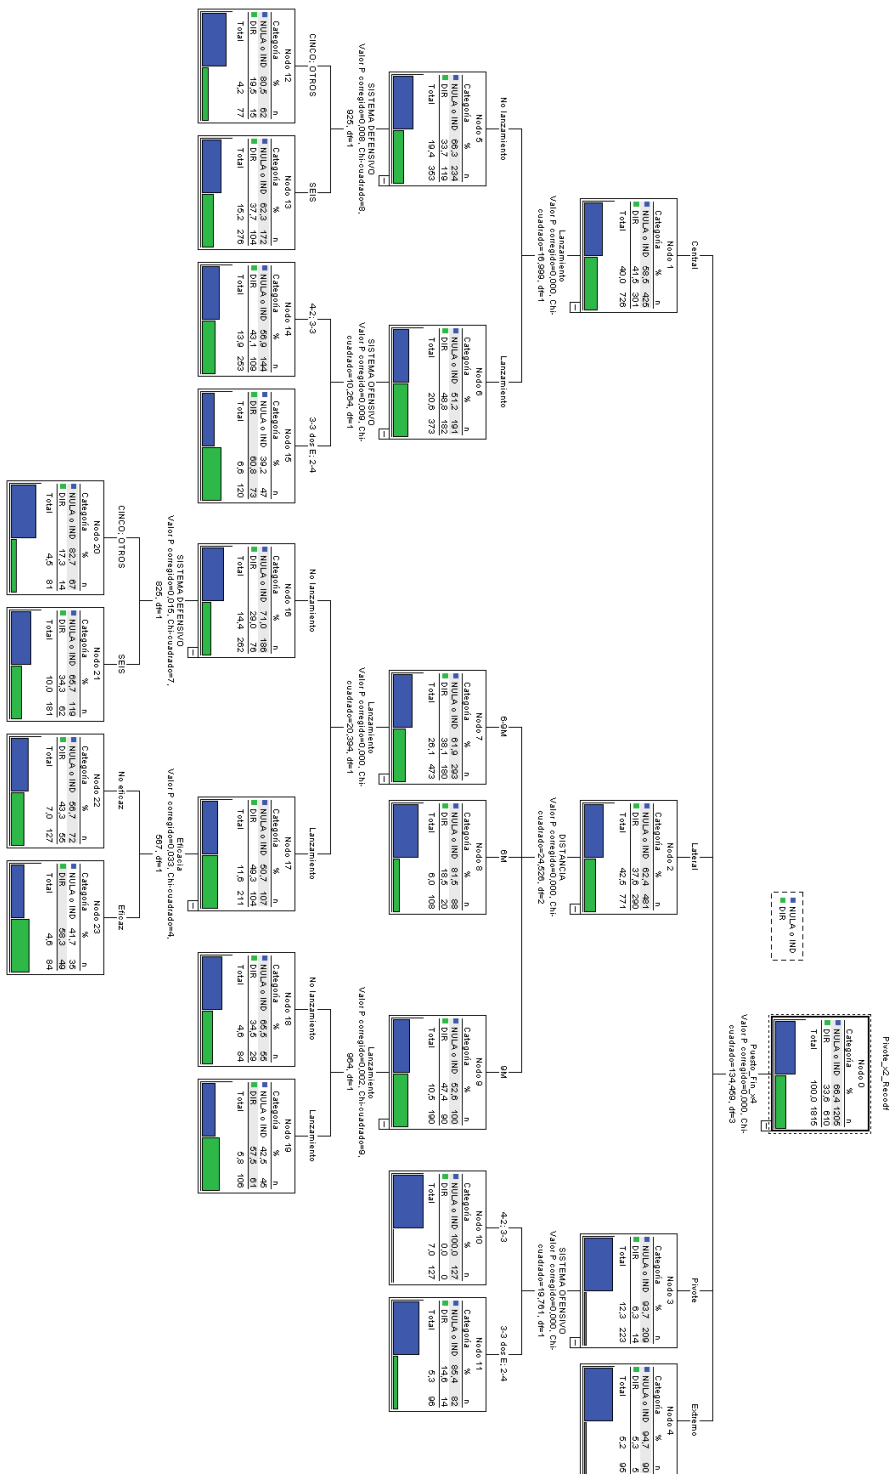 Pivote_x2_Recodf
Nodo 0
Categoría % n
NULA o IND 66,4 1205
DIR 33,6 610
Total 100,0 1815
Puesto_Fin_x4
Valor P corregido=0,000, Chi-
cuadrado=134,469, df=3
NULA o IND
DIR
Central
Nodo 1
Categoría % n
NULA o IND 58,5 425
DIR 41,5 301
Total 40,0 726
Lanzamiento
Valor P corregido=0,000, Chi-
cuadrado=16,999, df=1
Lateral
Nodo 2
Categoría % n
NULA o IND 62,4 481
DIR 37,6 290
Total 42,5 771
DISTANCIA
Valor P corregido=0,000, Chi-
cuadrado=24,526, df=2
Pivote
Nodo 3
Categoría % n
NULA o IND 93,7 209
DIR 6,3 14
Total 12,3 223
SISTEMA OFENSIVO
Valor P corregido=0,000, Chi-
cuadrado=19,761, df=1
Extremo
Nodo 4
Categoría % n
NULA o IND 94,7 90
DIR 5,3 5
Total 5,2 95
No lanzamiento
Nodo 5
Categoría % n
NULA o IND 66,3 234
DIR 33,7 119
Total 19,4 353
SISTEMA DEFENSIVO
Valor P corregido=0,008, Chi-cuadrado=8,
925, df=1
Lanzamiento
Nodo 6
Categoría % n
NULA o IND 51,2 191
DIR 48,8 182
Total 20,6 373
SISTEMA OFENSIVO
Valor P corregido=0,009, Chi-
cuadrado=10,264, df=1
6-9M
Nodo 7
Categoría % n
NULA o IND 61,9 293
DIR 38,1 180
Total 26,1 473
Lanzamiento
Valor P corregido=0,000, Chi-
cuadrado=20,394, df=1
6M
Nodo 8
Categoría % n
NULA o IND 81,5 88
DIR 18,5 20
Total 6,0 108
9M
Nodo 9
Categoría % n
NULA o IND 52,6 100
DIR 47,4 90
Total 10,5 190
Lanzamiento
Valor P corregido=0,002, Chi-cuadrado=9,
964, df=1
4-2; 3-3
Nodo 10
Categoría % n
NULA o IND 100,0 127
DIR 0,0 0
Total 7,0 127
3-3 dos E; 2-4
Nodo 11
Categoría % n
NULA o IND 85,4 82
DIR 14,6 14
Total 5,3 96
CINCO; OTROS
Nodo 12
Categoría % n
NULA o IND 80,5 62
DIR 19,5 15
Total 4,2 77
SEIS
Nodo 13
Categoría % n
NULA o IND 62,3 172
DIR 37,7 104
Total 15,2 276
4-2; 3-3
Nodo 14
Categoría % n
NULA o IND 56,9 144
DIR 43,1 109
Total 13,9 253
3-3 dos E; 2-4
Nodo 15
Categoría % n
NULA o IND 39,2 47
DIR 60,8 73
Total 6,6 120
No lanzamiento
Nodo 16
Categoría % n
NULA o IND 71,0 186
DIR 29,0 76
Total 14,4 262
SISTEMA DEFENSIVO
Valor P corregido=0,015, Chi-cuadrado=7,
825, df=1
Lanzamiento
Nodo 17
Categoría % n
NULA o IND 50,7 107
DIR 49,3 104
Total 11,6 211
Eficacia
Valor P corregido=0,033, Chi-cuadrado=4,
567, df=1
No lanzamiento
Nodo 18
Categoría % n
NULA o IND 65,5 55
DIR 34,5 29
Total 4,6 84
Lanzamiento
Nodo 19
Categoría % n
NULA o IND 42,5 45
DIR 57,5 61
Total 5,8 106
CINCO; OTROS
Nodo 20
Categoría % n
NULA o IND 82,7 67
DIR 17,3 14
Total 4,5 81
SEIS
Nodo 21
Categoría % n
NULA o IND 65,7 119
DIR 34,3 62
Total 10,0 181
No eficaz
Nodo 22
Categoría % n
NULA o IND 56,7 72
DIR 43,3 55
Total 7,0 127
Eficaz
Nodo 23
Categoría % n
NULA o IND 41,7 35
DIR 58,3 49
Total 4,6 84